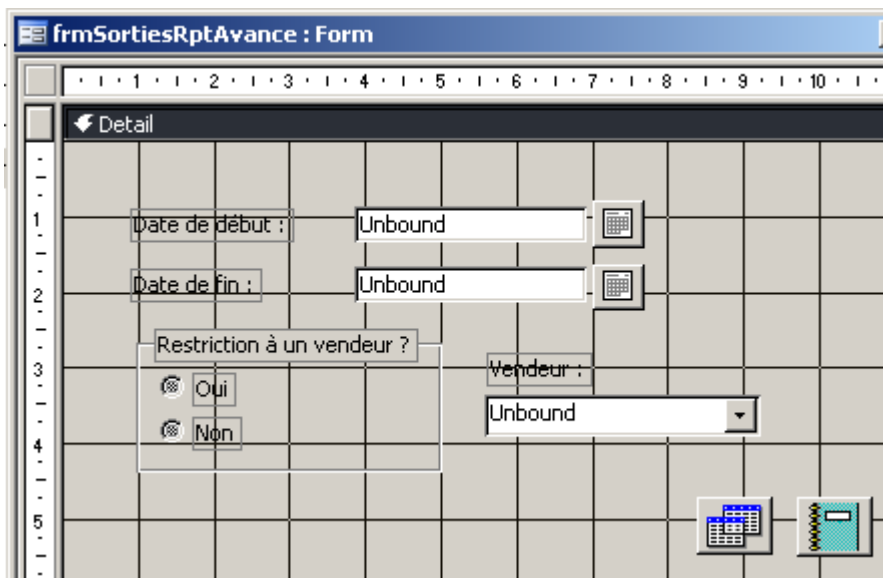 frmSortiesRptAvance : Form
1 2 3 4 5 6 7 8 9 10
Detail
1
Date de début : Unbound
Date de fin : Unbound
2
Restriction à un vendeur ?
3
Vendeur :
Oui
Unbound
Non
4
5